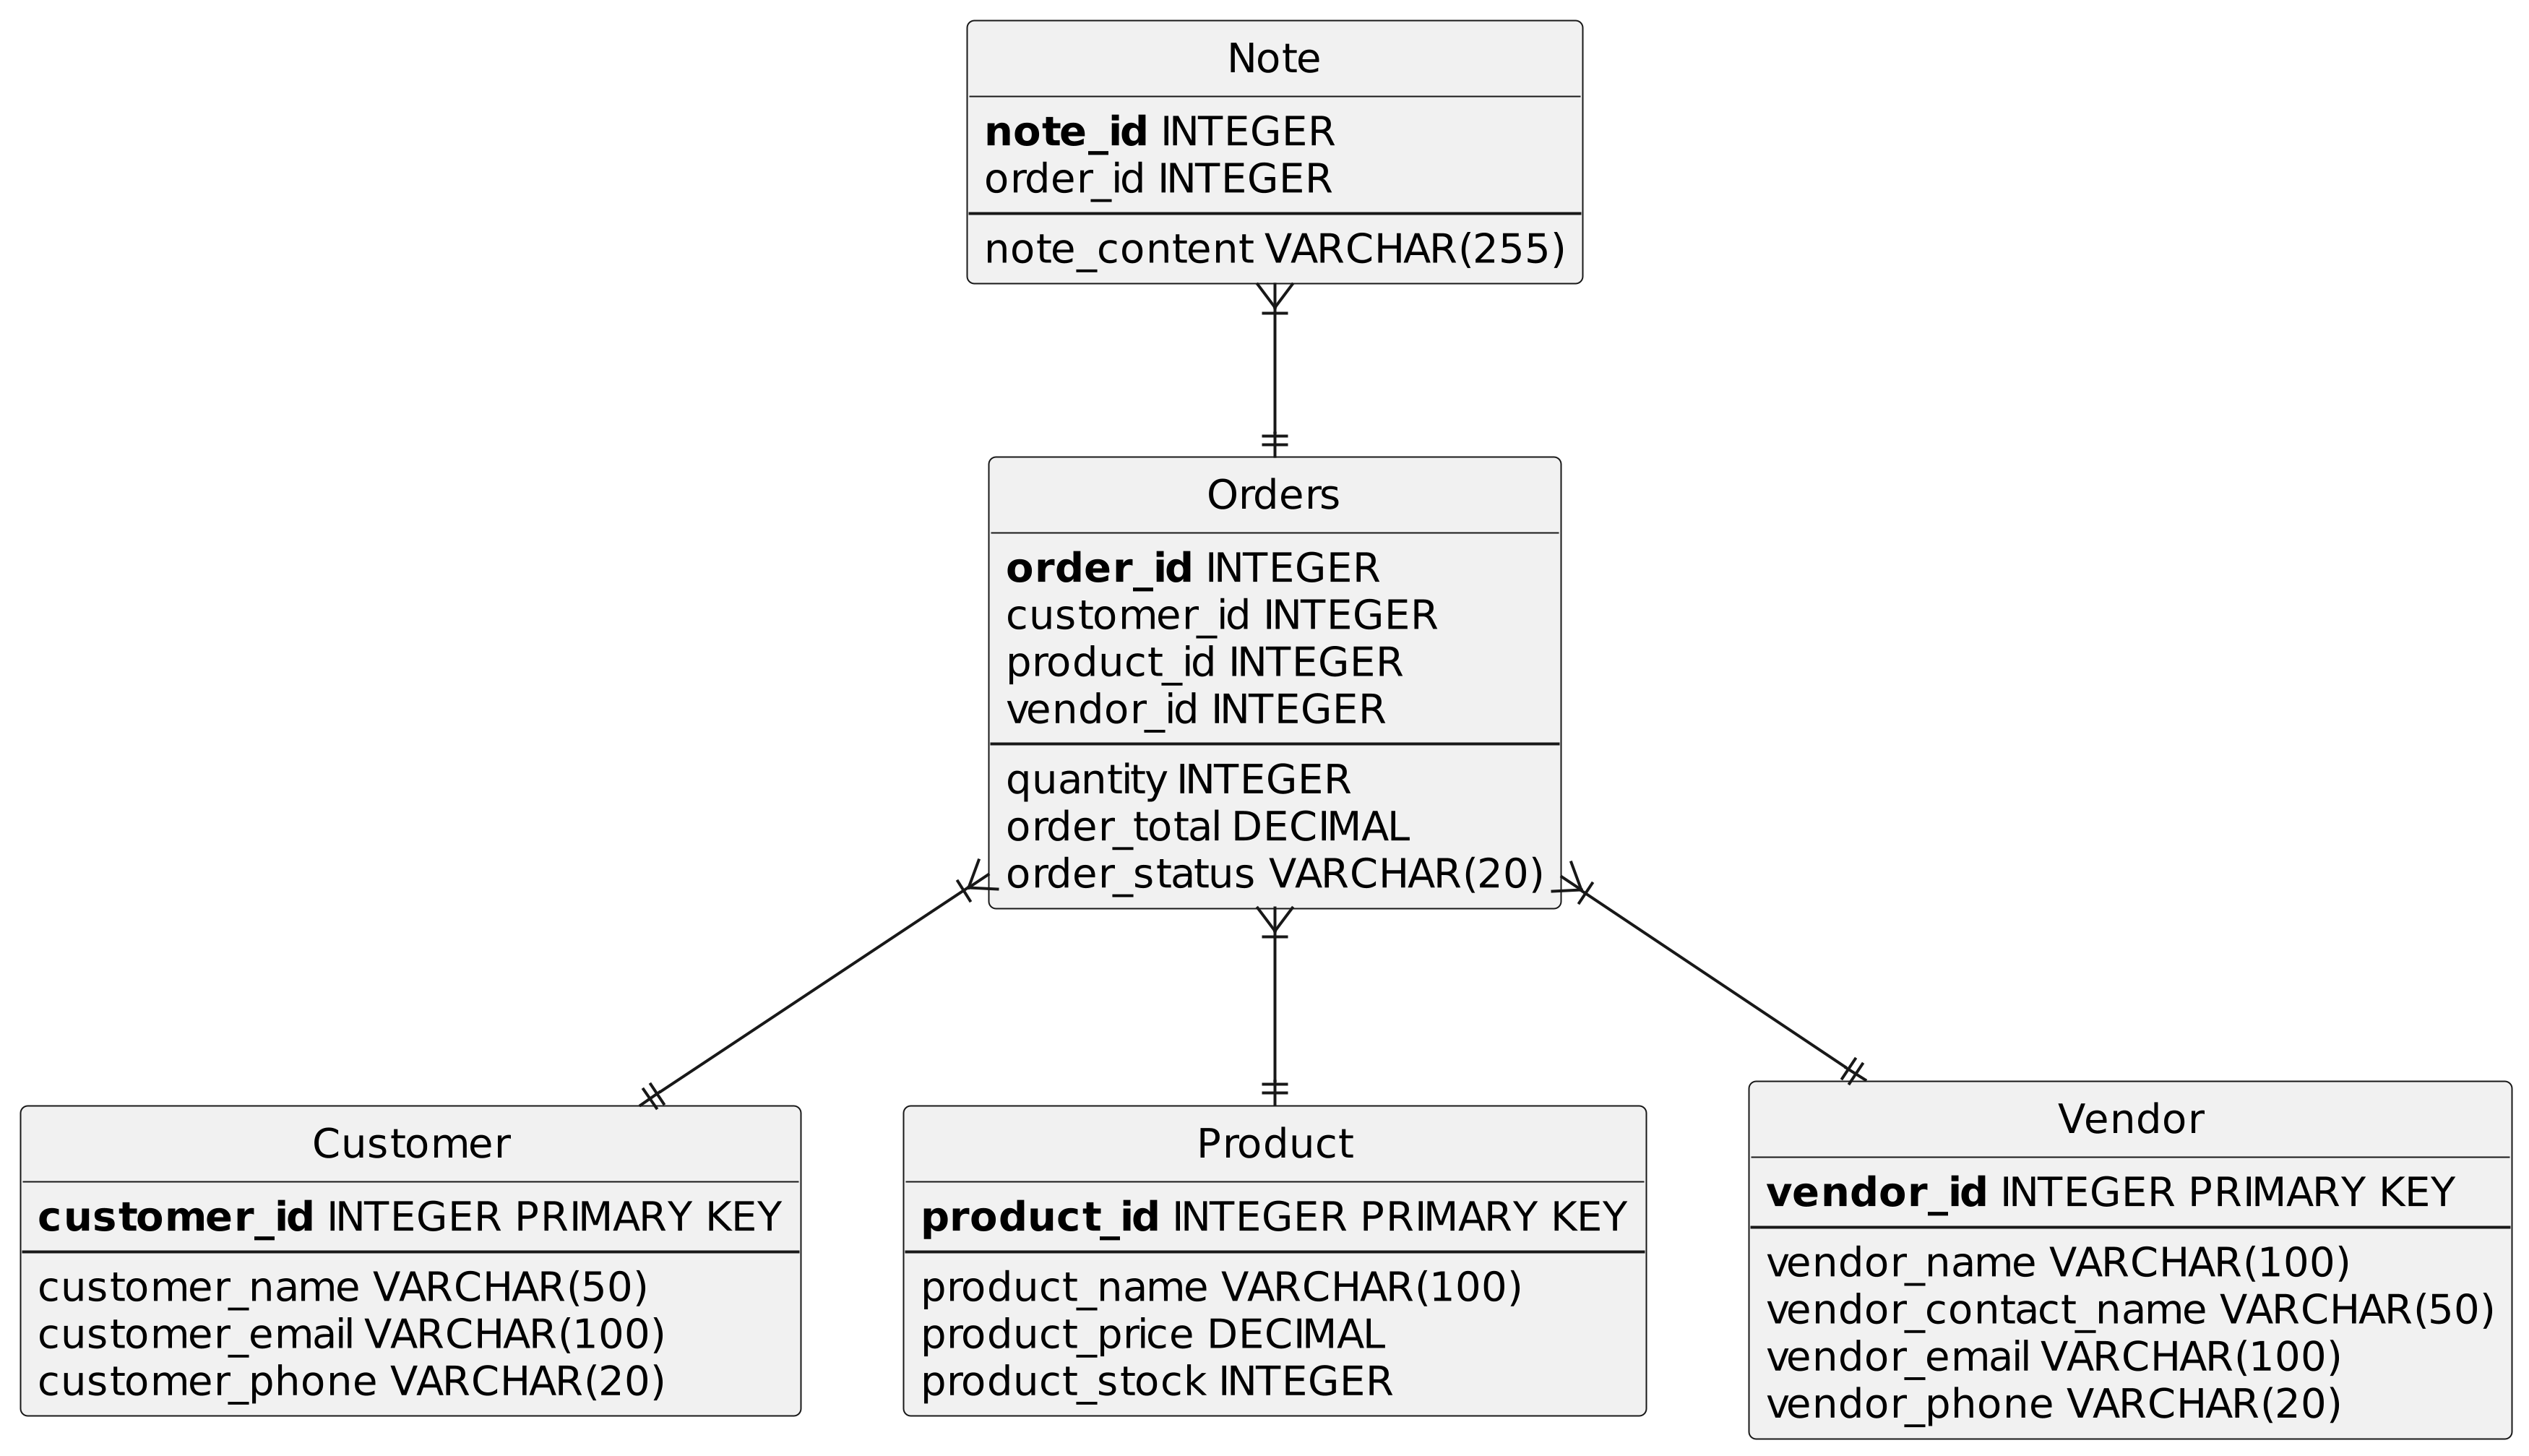 Note
note_id INTEGER
order_id INTEGER
note_content VARCHAR(255)
Orders
order_id INTEGER
customer_id INTEGER
product_id INTEGER
vendor_id INTEGER
quantity INTEGER
order_total DECIMAL
order_status VARCHAR(20)
Customer
customer_id INTEGER PRIMARY KEY
customer_name VARCHAR(50)
customer_email VARCHAR(100)
customer_phone VARCHAR(20)
Product
product_id INTEGER PRIMARY KEY
product_name VARCHAR(100)
product_price DECIMAL
product_stock INTEGER
Vendor
vendor_id INTEGER PRIMARY KEY
vendor_name VARCHAR(100)
vendor_contact_name VARCHAR(50)
vendor_email VARCHAR(100)
vendor_phone VARCHAR(20)